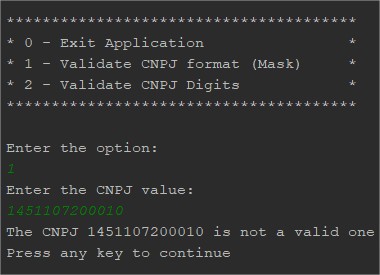 ***************************************
* 0 - Exit Application                *
* 1 - Validate CNPJ format (Mask)     *
* 2 - Validate CNPJ Digits            *
***************************************
Enter the option:
1
Enter the CNPJ value:
1451107200010
The CNPJ 1451107200010 is not a valid one
Press any key to continue